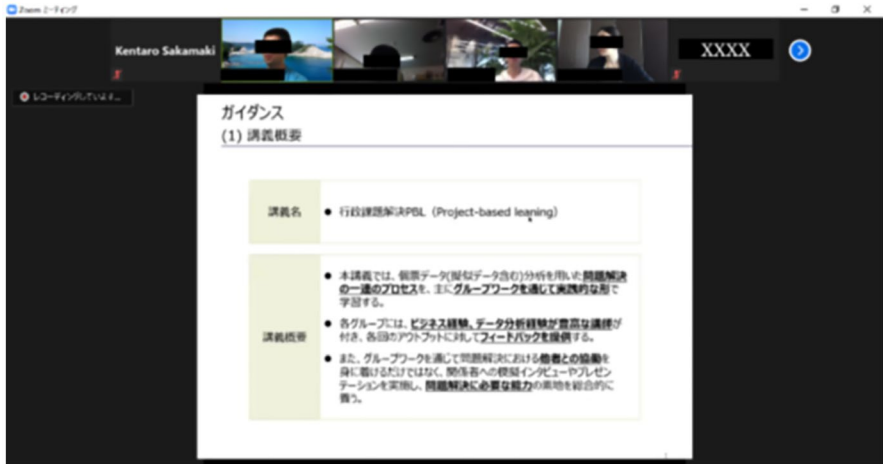 Zoom ミーティング
Kentaro Sakamaki
XXXX
レコーディングしています...
ガイダンス
(1) 講義概要
講義名
● 行政課題解決PBL（Project-based leaning）
講義概要
● 本講義では、個票データ(擬似データ含む)分析を用いた問題解決
の一連のプロセスを、主にグループワークを通じて実践的な形で
学習する。
● 各グループには、ビジネス経験、データ分析経験が豊富な講師が
付き、各回のアウトプットに対してフィードバックを提供する。
● また、グループワークを通じて問題解決における他者との協働を
身に着けるだけではなく、関係者への模擬インタビューやプレゼン
テーションを実施し、問題解決に必要な能力の素地を総合的に
養う。